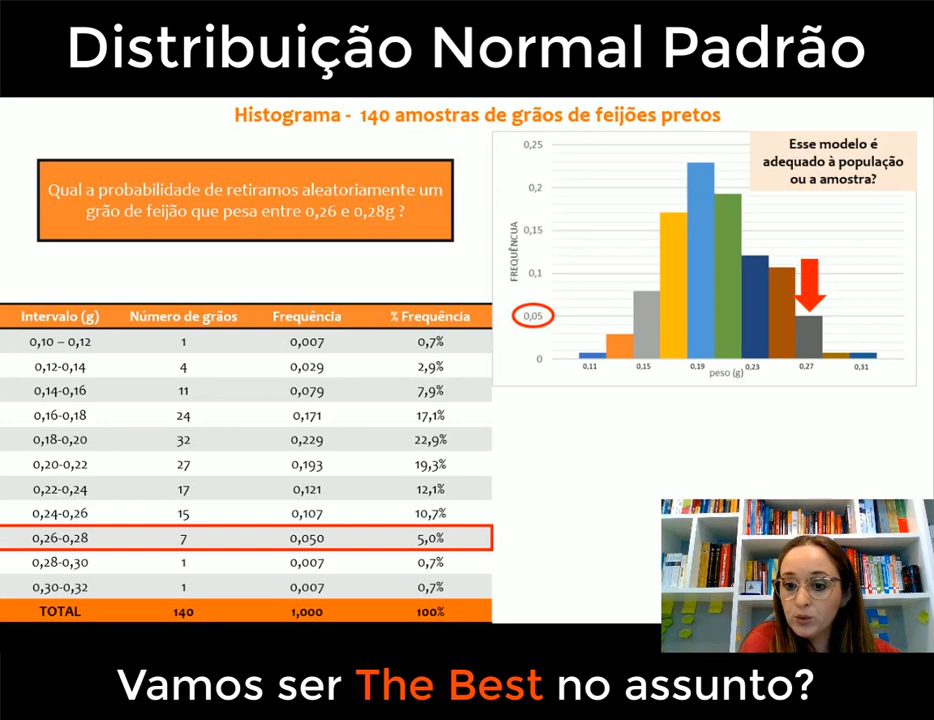 Distribuição Normal Padrão
Histograma - 140 amostras de grãos de feijões pretos
Qual a probabilidade de retiramos aleatoriamente um
grão de feijão que pesa entre 0,26 e 0,28g ?
Esse modelo é
adequado à população
ou a amostra?
0,25
0,2
0,15
0,1
0,05
0
FREQUÊNCUA
0,11 0,15 0,19 0,23 0,27 0,31
peso (g)
Intervalo (g) Número de grãos Frequência % Frequência
0,10 – 0,12 1 0,007 0,7%
0,12-0,14 4 0,029 2,9%
0,14-0,16 11 0,079 7,9%
0,16-0,18 24 0,171 17,1%
0,18-0,20 32 0,229 22,9%
0,20-0,22 27 0,193 19,3%
0,22-0,24 17 0,121 12,1%
0,24-0,26 15 0,107 10,7%
0,26-0,28 7 0,050 5,0%
0,28-0,30 1 0,007 0,7%
0,30-0,32 1 0,007 0,7%
TOTAL 140 1,000 100%
Vamos ser The Best no assunto?